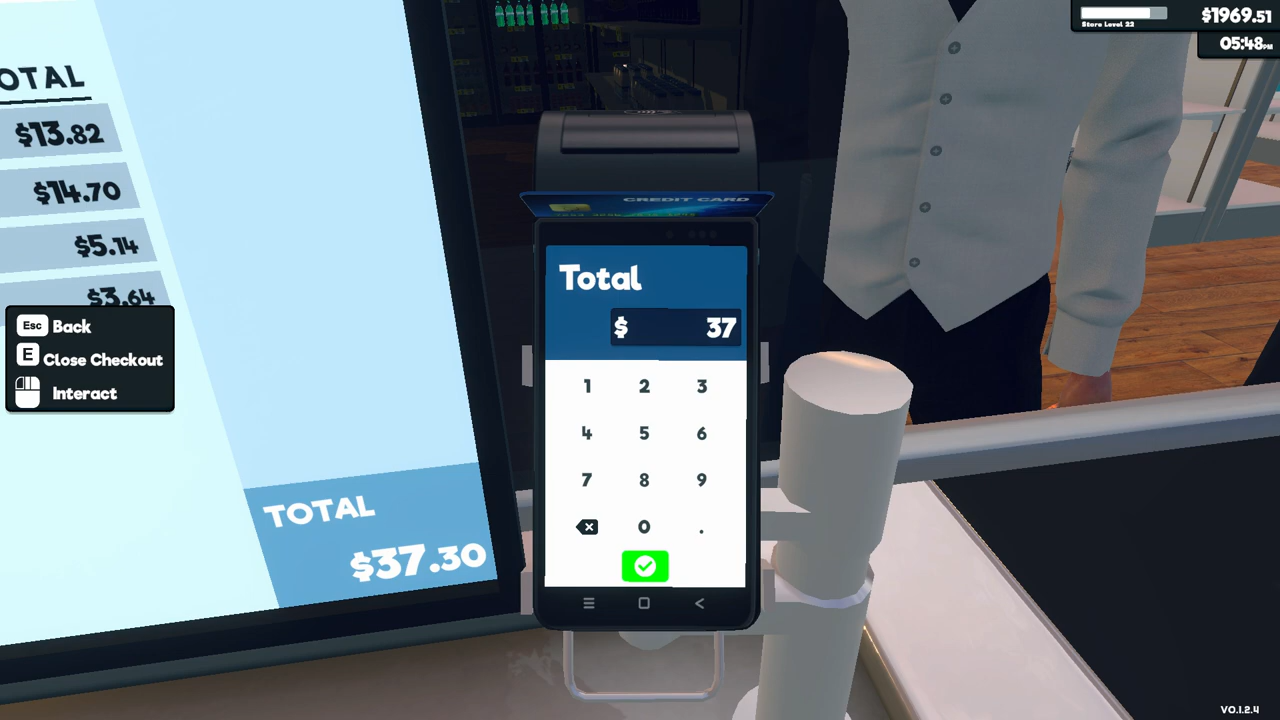 $1969.51
Store Level 22
05:48PM
OTAL
$13.82
$14.70
$5.14
$3.64
Esc Back
E Close Checkout
Interact
TOTAL
$37.30
CREDIT CARD
Total
$ 37
1 2 3
4 5 6
7 8 9
0 .
V0.1.2.4